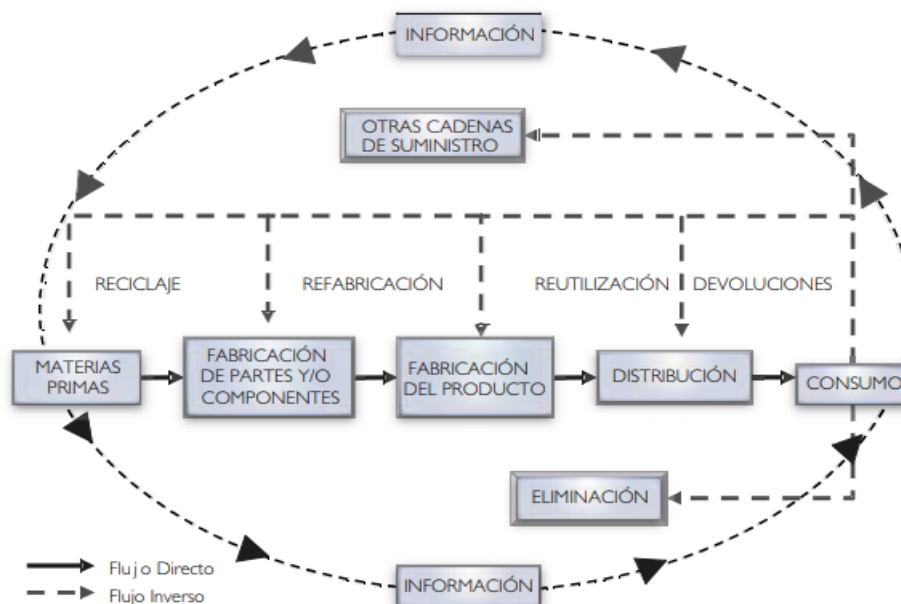 INFORMACIÓN
OTRAS CADENAS
DE SUMINISTRO
RECICLAJE
REFABRICACIÓN
REUTILIZACIÓN
DEVOLUCIONES
MATERIAS
PRIMAS
FABRICACIÓN
DE PARTES Y/O
COMPONENTES
FABRICACIÓN
DEL PRODUCTO
DISTRIBUCIÓN
CONSUMO
ELIMINACIÓN
INFORMACIÓN
Flujo Directo
Flujo Inverso